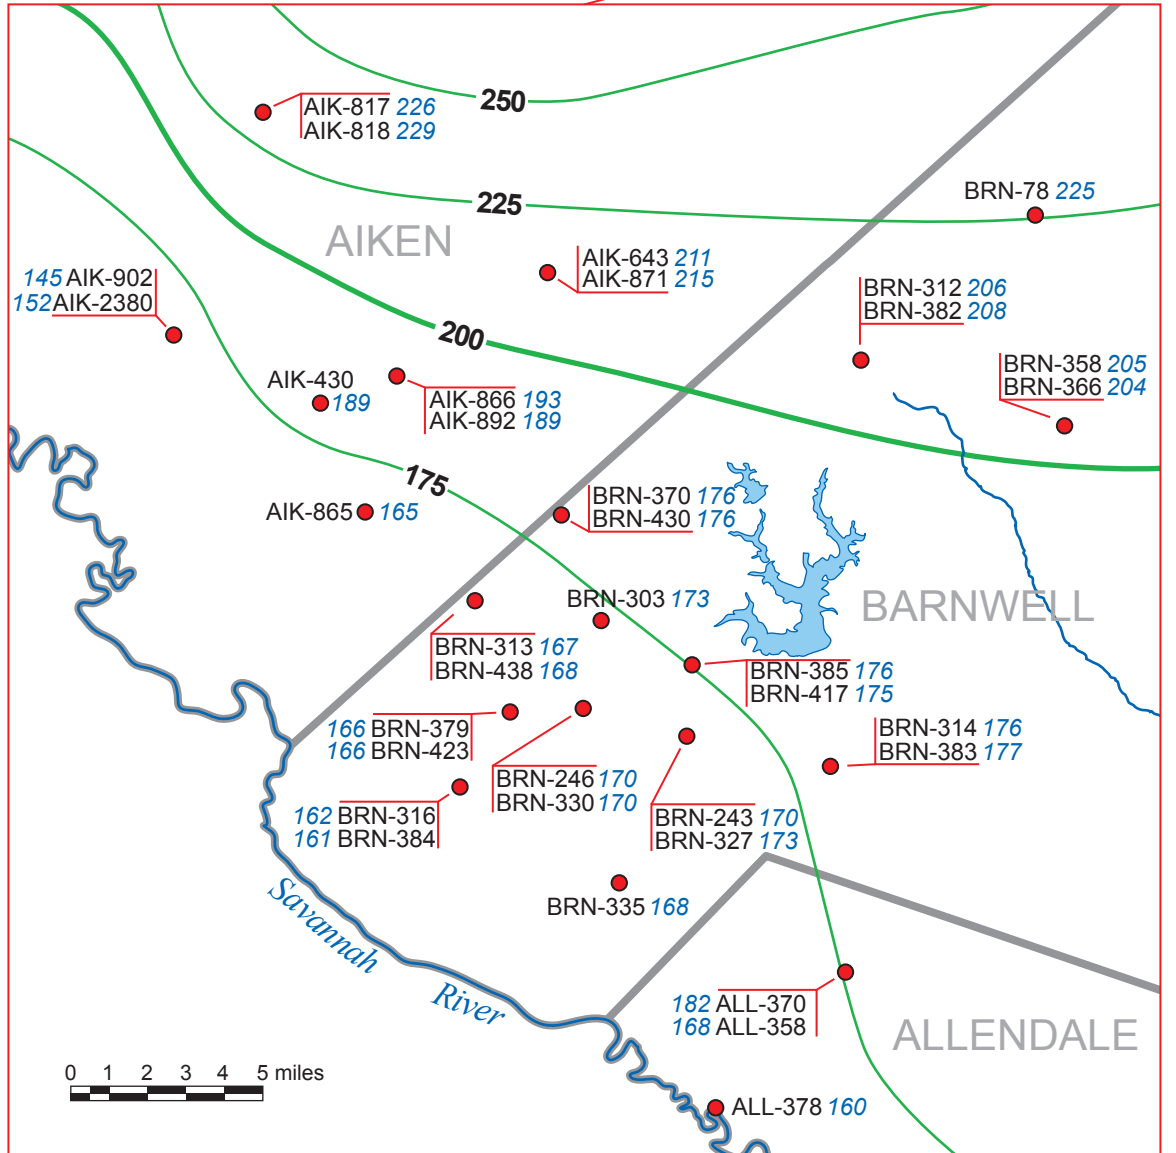 250
AIK-817 226
AIK-818 229
BRN-78 225
225
AIKEN
AIK-643 211
AIK-871 215
145 AIK-902
152 AIK-2380
BRN-312 206
BRN-382 208
200
BRN-358 205
BRN-366 204
AIK-430
189
AIK-866 193
AIK-892 189
175
AIK-865 165
BRN-370 176
BRN-430 176
BRN-303 173
BARNWELL
BRN-313 167
BRN-438 168
BRN-385 176
BRN-417 175
166 BRN-379
166 BRN-423
BRN-314 176
BRN-383 177
BRN-246 170
BRN-330 170
162 BRN-316
161 BRN-384
BRN-243 170
BRN-327 173
BRN-335 168
Savannah
River
182 ALL-370
168 ALL-358
ALLENDALE
0 1 2 3 4 5 miles
ALL-378 160